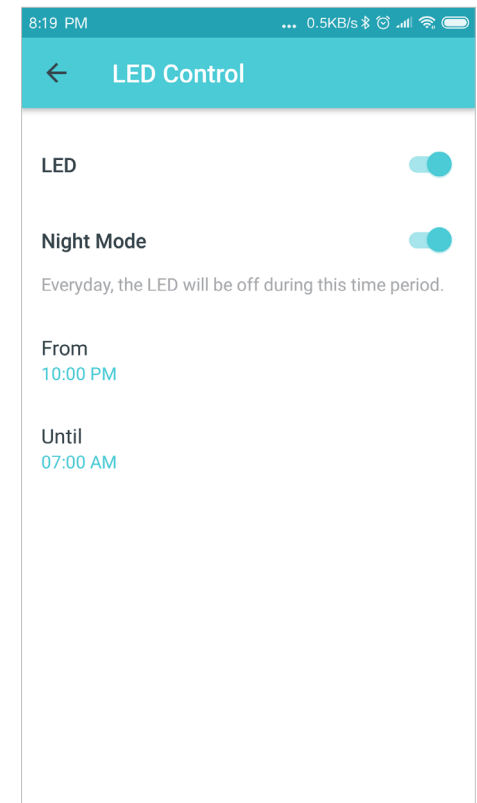 8:19 PM ... 0.5KB/s
LED Control
LED
Night Mode
Everyday, the LED will be off during this time period.
From
10:00 PM
Until
07:00 AM